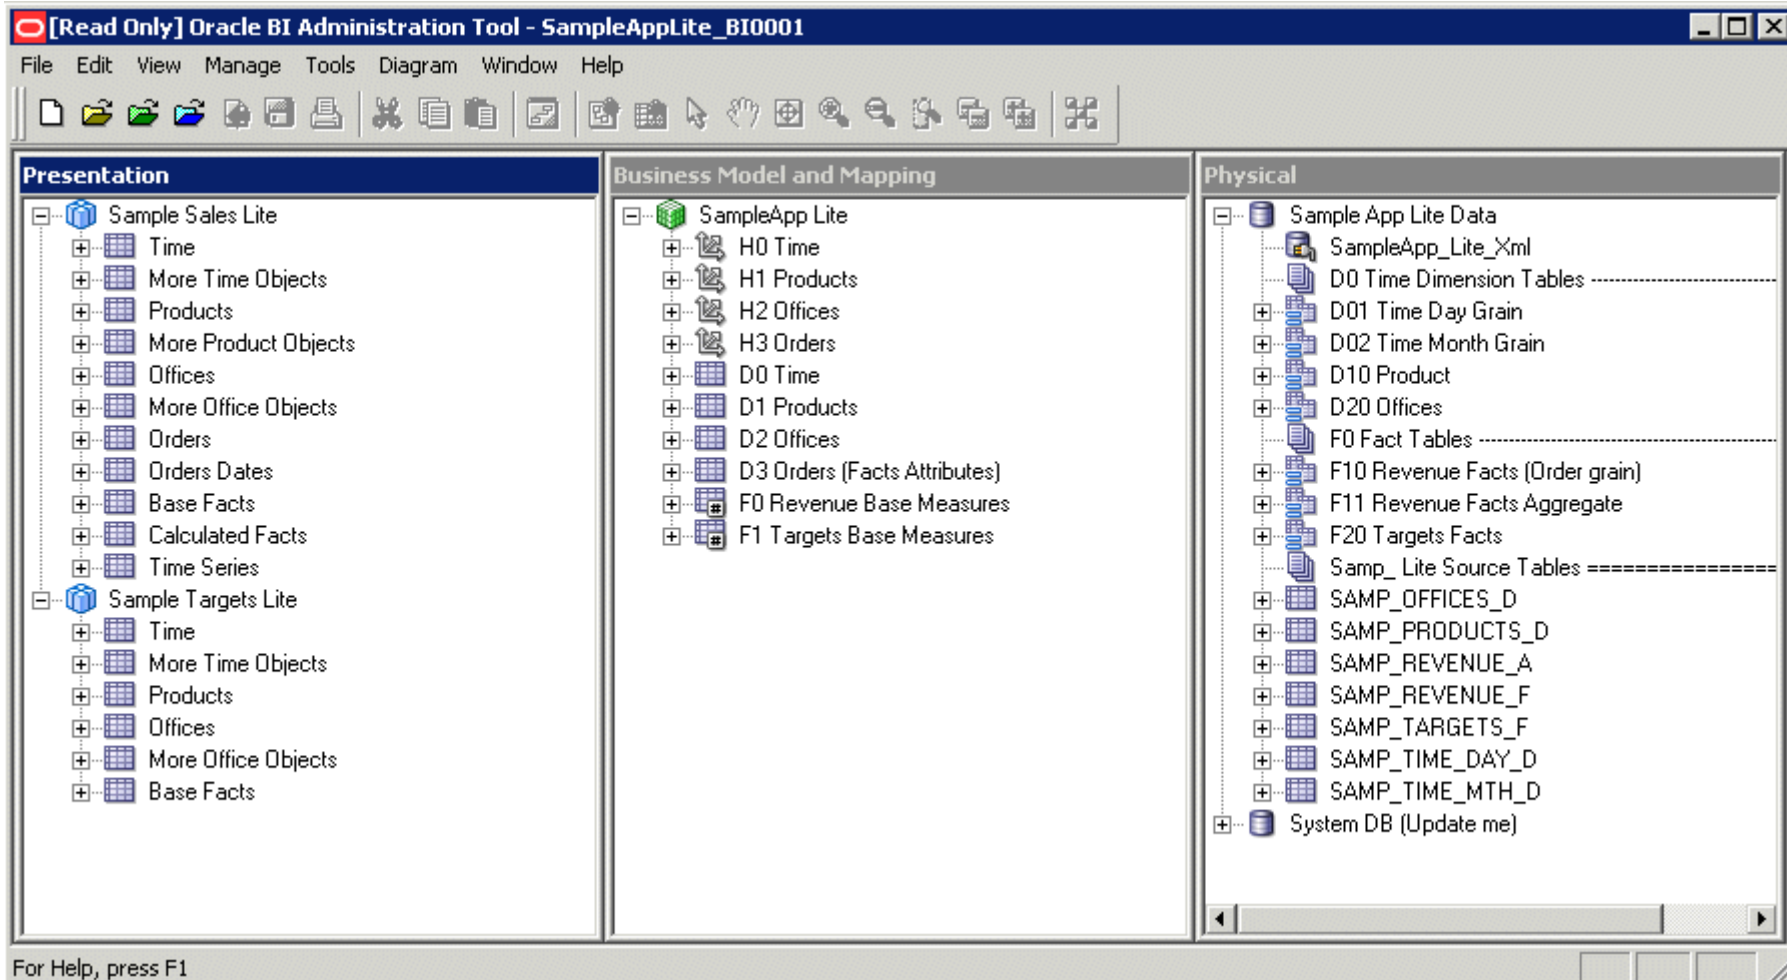 [Read Only] Oracle BI Administration Tool - SampleAppLite_BI0001
File Edit View Manage Tools Diagram Window Help
Presentation
Sample Sales Lite
Time
More Time Objects
Products
More Product Objects
Offices
More Office Objects
Orders
Orders Dates
Base Facts
Calculated Facts
Time Series
Sample Targets Lite
Time
More Time Objects
Products
Offices
More Office Objects
Base Facts
Business Model and Mapping
SampleApp Lite
H0 Time
H1 Products
H2 Offices
H3 Orders
D0 Time
D1 Products
D2 Offices
D3 Orders (Facts Attributes)
F0 Revenue Base Measures
F1 Targets Base Measures
Physical
Sample App Lite Data
SampleApp_Lite_Xml
D0 Time Dimension Tables -----------------------
D01 Time Day Grain
D02 Time Month Grain
D10 Product
D20 Offices
F0 Fact Tables ------------------------------------
F10 Revenue Facts (Order grain)
F11 Revenue Facts Aggregate
F20 Targets Facts
Samp_ Lite Source Tables ================
SAMP_OFFICES_D
SAMP_PRODUCTS_D
SAMP_REVENUE_A
SAMP_REVENUE_F
SAMP_TARGETS_F
SAMP_TIME_DAY_D
SAMP_TIME_MTH_D
System DB (Update me)
For Help, press F1